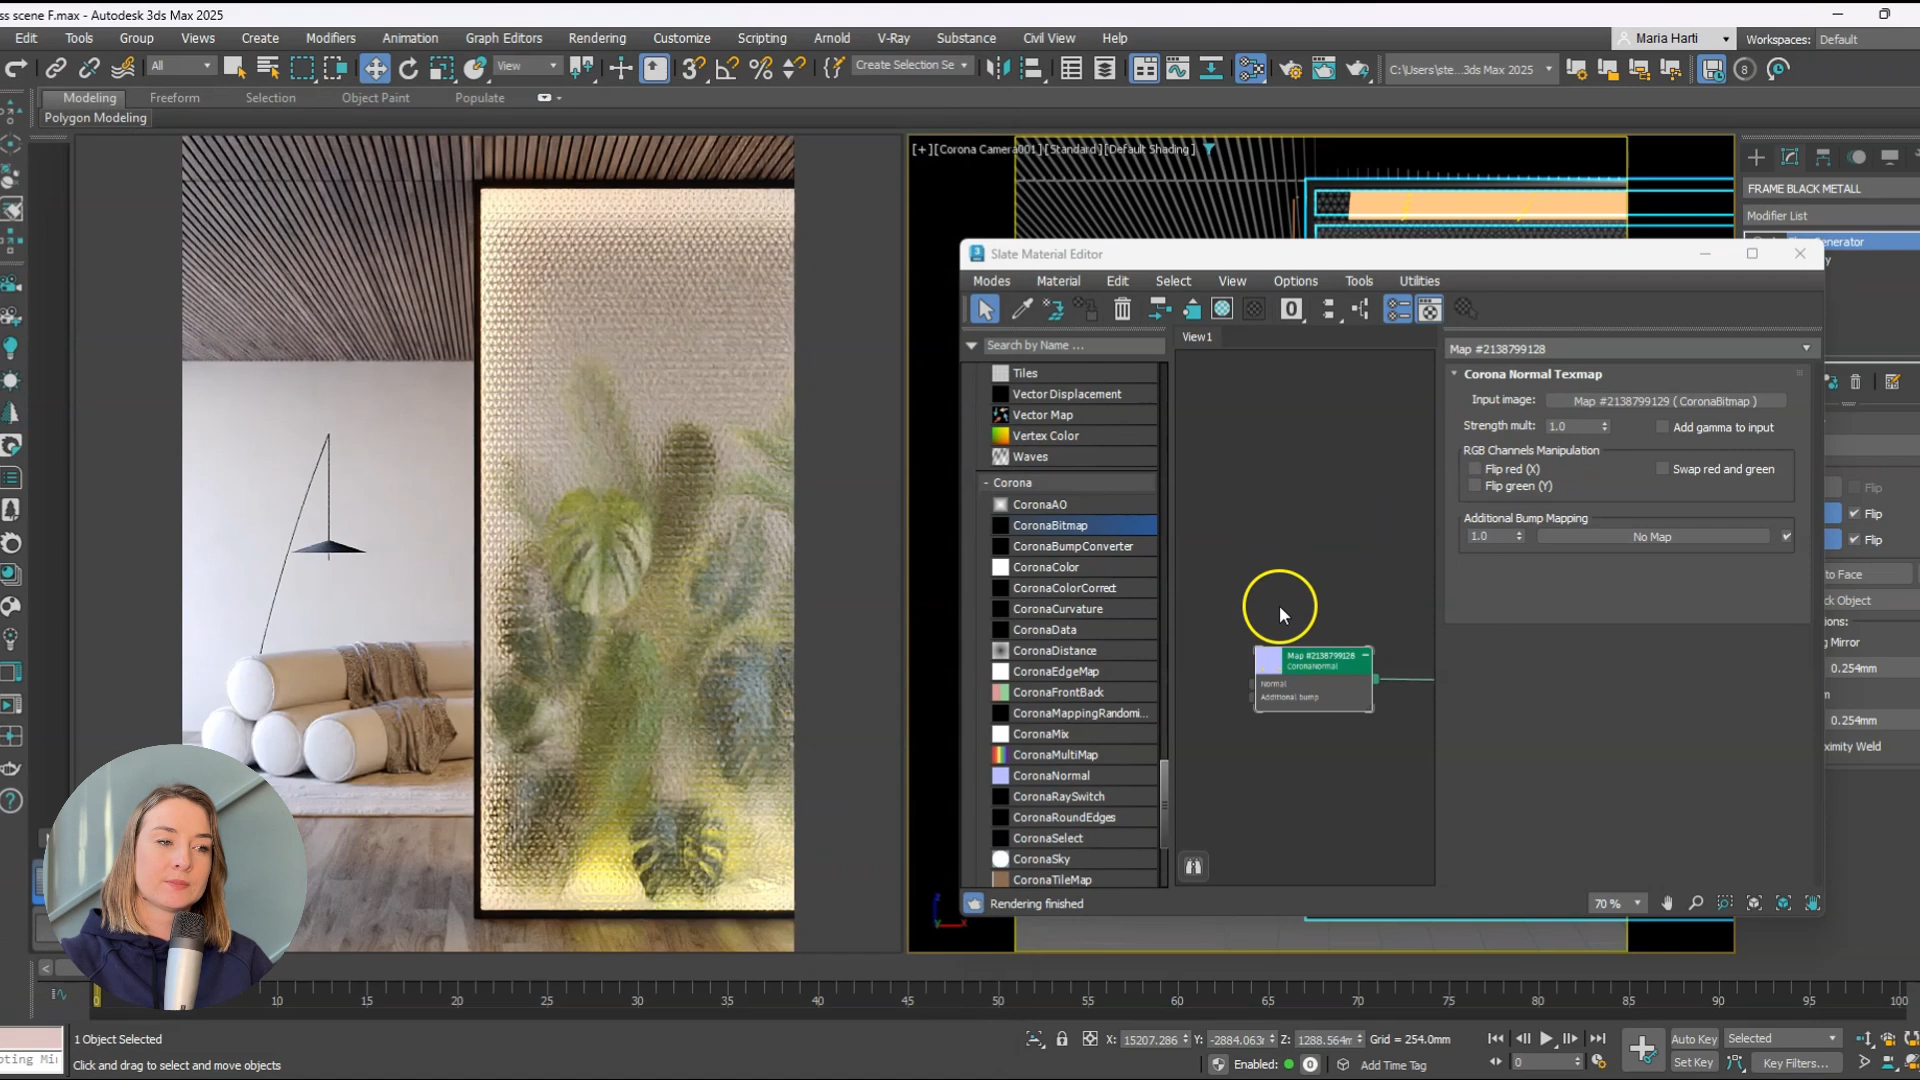 ss scene F.max - Autodesk 3ds Max 2025
Edit Tools Group Views Create Modifiers Animation Graph Editors Rendering Customize Scripting Arnold V-Ray Substance Civil View Help
Maria Harti Workspaces: Default
All View Create Selection Se C:\Users\ste...3ds Max 2025
Modeling Freeform Selection Object Paint Populate
Polygon Modeling
[+][Corona Camera001][Standard][Default Shading]
FRAME BLACK METALL
Modifier List
enerator
Slate Material Editor
Modes Material Edit Select View Options Tools Utilities
Search by Name ...
View1
Map #2138799128
Tiles
Vector Displacement
Vector Map
Vertex Color
Waves
- Corona
CoronaAO
CoronaBitmap
CoronaBumpConverter
CoronaColor
CoronaColorCorrect
CoronaCurvature
CoronaData
CoronaDistance
CoronaEdgeMap
CoronaFrontBack
CoronaMappingRandomi...
CoronaMix
CoronaMultiMap
CoronaNormal
CoronaRaySwitch
CoronaRoundEdges
CoronaSelect
CoronaSky
CoronaTileMap
Map #2138799128
CoronaNormal
Normal
Additional bump
Corona Normal Texmap
Input image: Map #2138799129 ( CoronaBitmap )
Strength mult: 1.0 Add gamma to input
RGB Channels Manipulation
Flip red (X) Swap red and green
Flip green (Y)
Additional Bump Mapping
1.0 No Map
Flip
Flip
Flip
to Face
ck Object
ons:
ng Mirror
0.254mm
0.254mm
oximity Weld
Rendering finished
70 %
0 10 15 20 25 30 35 40 45 50 55 60 65 70 75 80 85 90 95 100
1 Object Selected
X: 15207.286 Y: -2884.063r Z: 1288.564m Grid = 254.0mm
Auto Key Selected
Click and drag to select and move objects
Enabled: Add Time Tag
0
Set Key Key Filters...